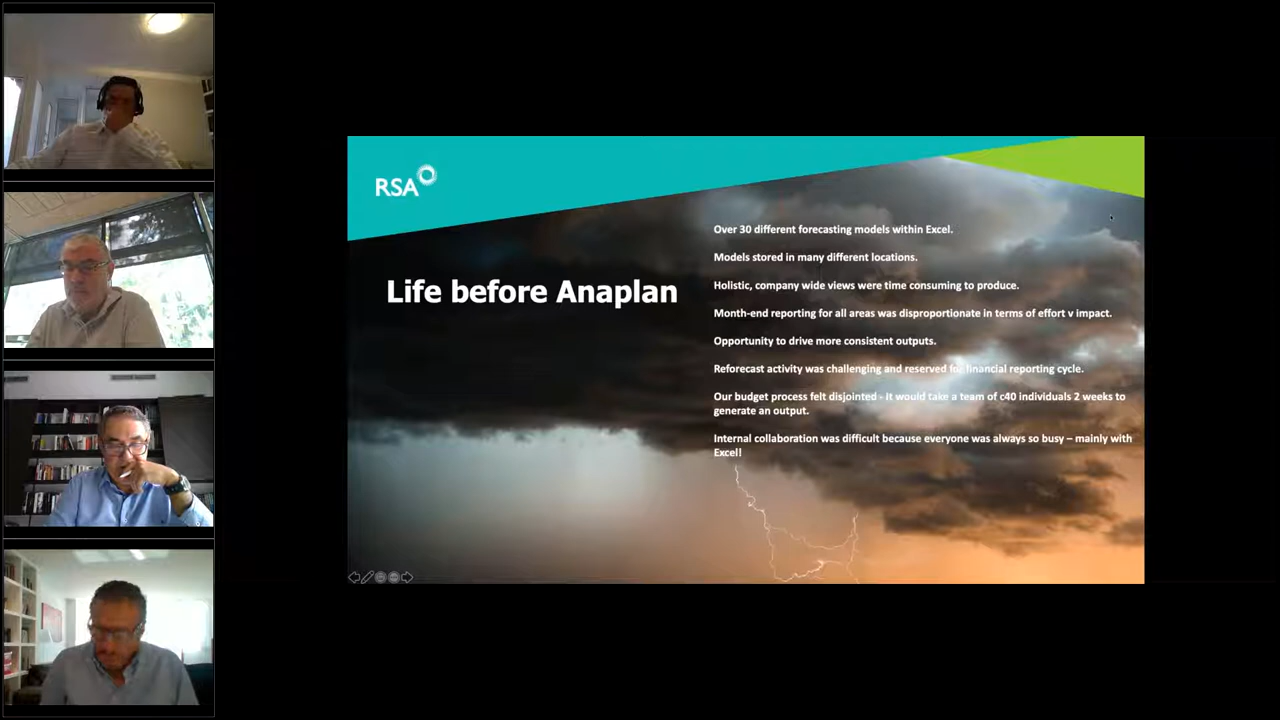 RSA
Life before Anaplan
Over 30 different forecasting models within Excel.
Models stored in many different locations.
Holistic, company wide views were time consuming to produce.
Month-end reporting for all areas was disproportionate in terms of effort v impact.
Opportunity to drive more consistent outputs.
Reforecast activity was challenging and reserved for financial reporting cycle.
Our budget process felt disjointed - it would take a team of c40 individuals 2 weeks to
generate an output.
Internal collaboration was difficult because everyone was always so busy – mainly with
Excel!